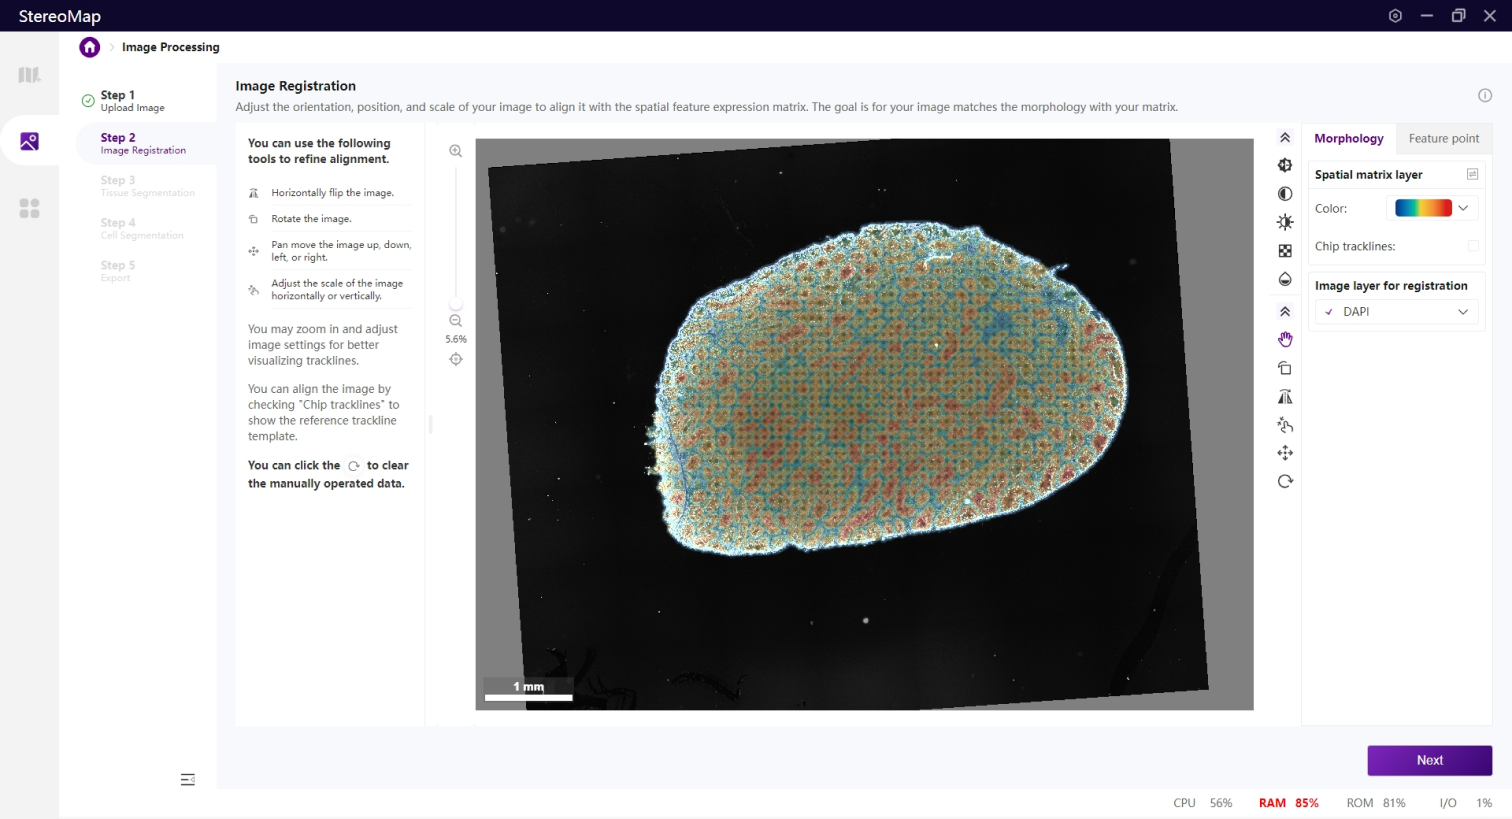 StereoMap
Image Processing
Step 1
Upload Image
Step 2
Image Registration
Step 3
Tissue Segmentation
Step 4
Cell Segmentation
Step 5
Export
Image Registration
Adjust the orientation, position, and scale of your image to align it with the spatial feature expression matrix. The goal is for your image matches the morphology with your matrix.
You can use the following
tools to refine alignment.
Horizontally flip the image.
Rotate the image.
Pan move the image up, down,
left, or right.
Adjust the scale of the image
horizontally or vertically.
You may zoom in and adjust
image settings for better
visualizing tracklines.
You can align the image by
checking "Chip tracklines" to
show the reference trackline
template.
You can click the to clear
the manually operated data.
5.6%
1 mm
Morphology
Feature point
Spatial matrix layer
Color:
Chip tracklines:
Image layer for registration
DAPI
Next
CPU 56% RAM 85% ROM 81% I/O 1%